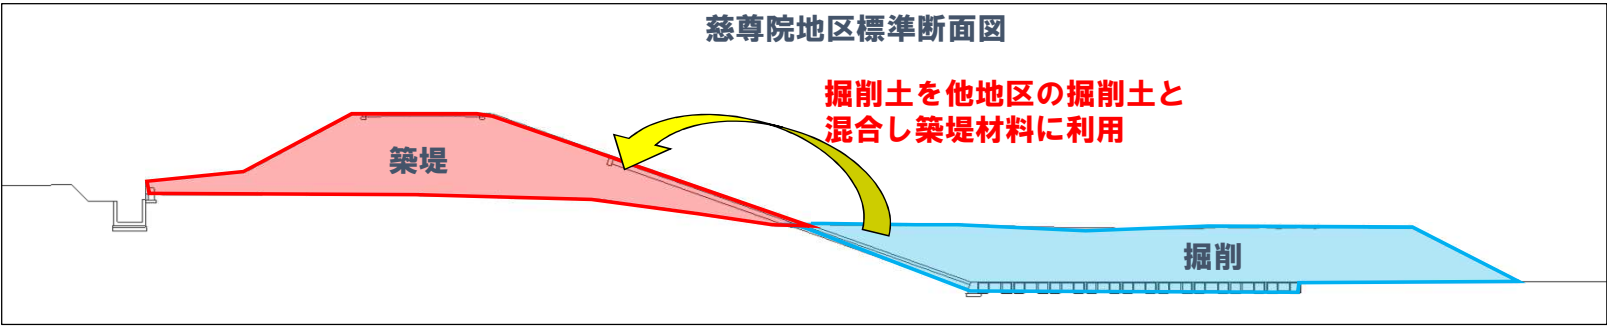 慈尊院地区標準断面図
掘削土を他地区の掘削土と
混合し築堤材料に利用
築堤
掘削